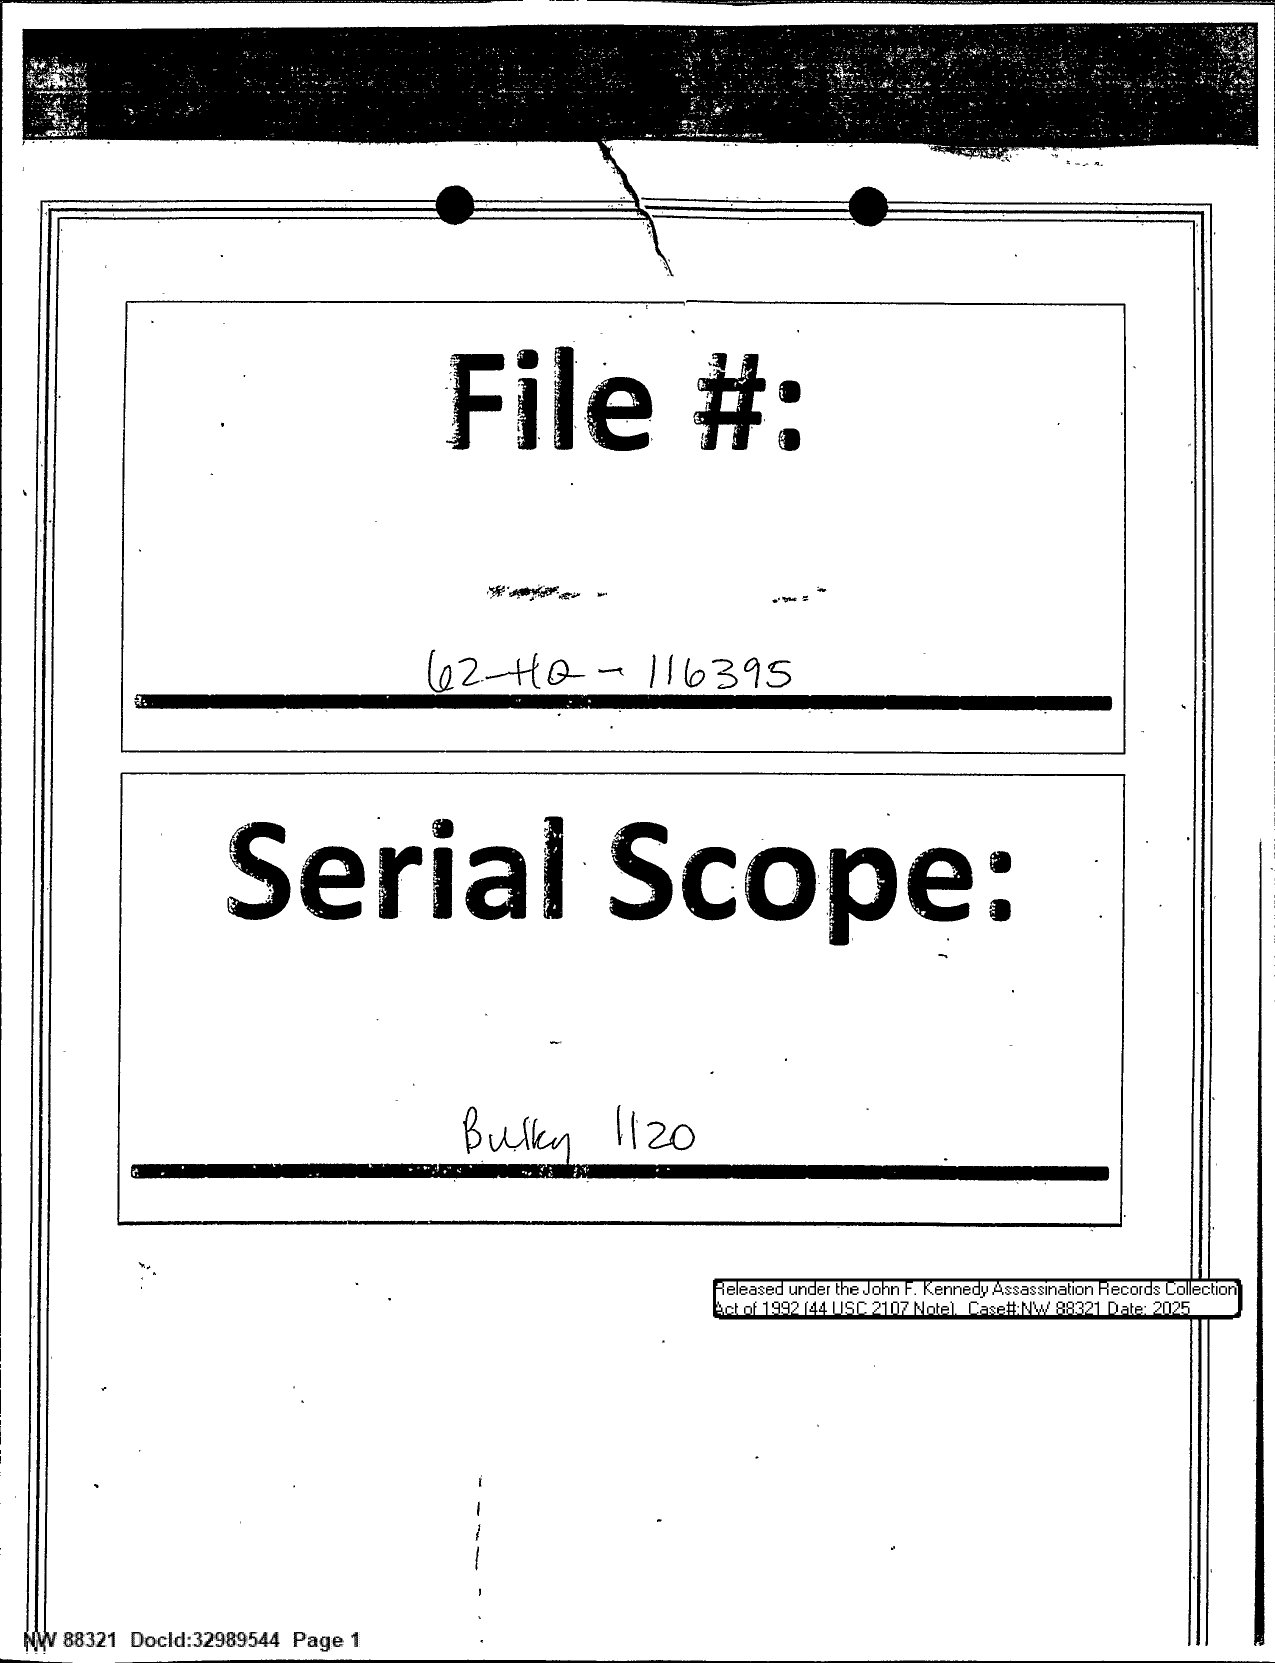 File #:
62-HQ-116395
Serial Scope:
Bulky 1120
Released under the John F. Kennedy Assassination Records Collection
Act of 1992 (44 USC 2107 Note). Case#:NW 88321 Date: 2025
NW 88321 DocId:32989544 Page 1